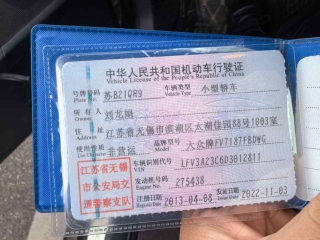 中华人民共和国机动车行驶证
Vehicle License of the People's Republic of China
号牌号码 苏B21QR9 车辆类型 小型轿车
Plate No. Vehicle Type
所有人 刘龙鹏
Owner
住址 江苏省无锡市滨湖区太湖佳园88号1003室
Address
使用性质 非营运 品牌型号 大众牌FV7187FBDWG
Use Character Model
江苏省无锡市公安局交通警察支队
车辆识别代号 LFV3A23C6D3012811
VIN
发动机号码 275438
Engine No.
注册日期 2013-04-08 发证日期 2022-11-03
Register Date Issue Date